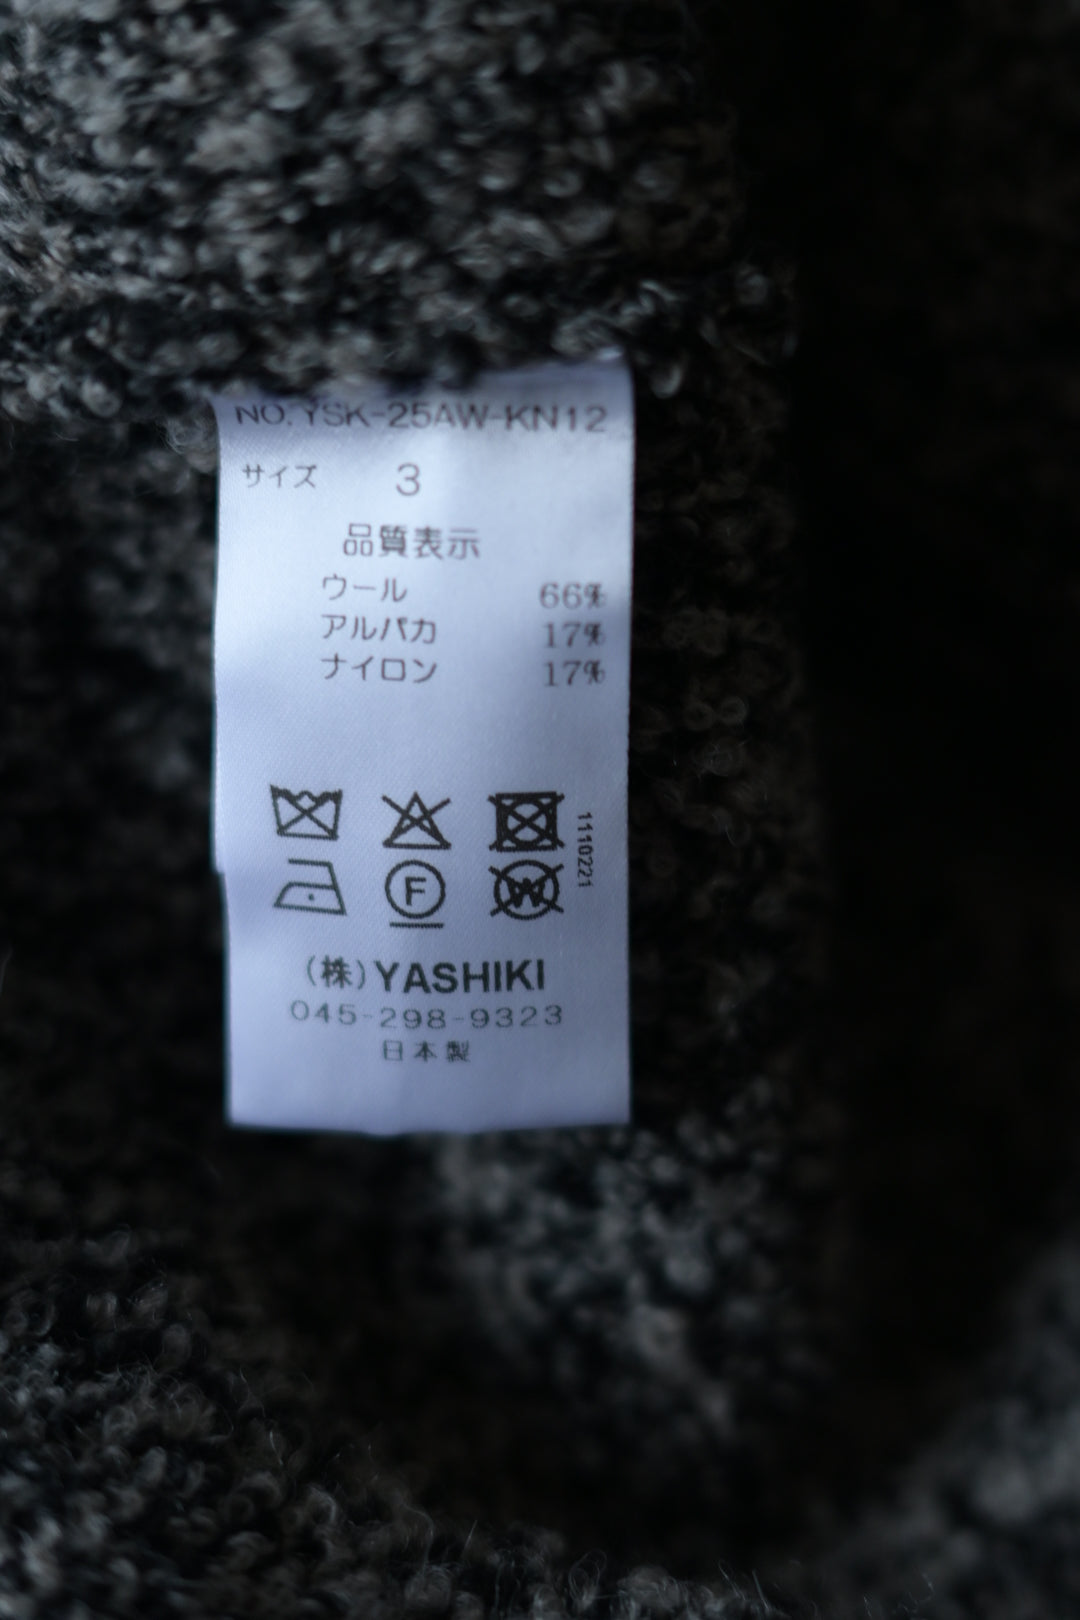 NO. YSK-25AW-KN12
サイズ 3
品質表示
ウール 66%
アルパカ 17%
ナイロン 17%
1110221
F W
(株)YASHIKI
045-298-9323
日本製